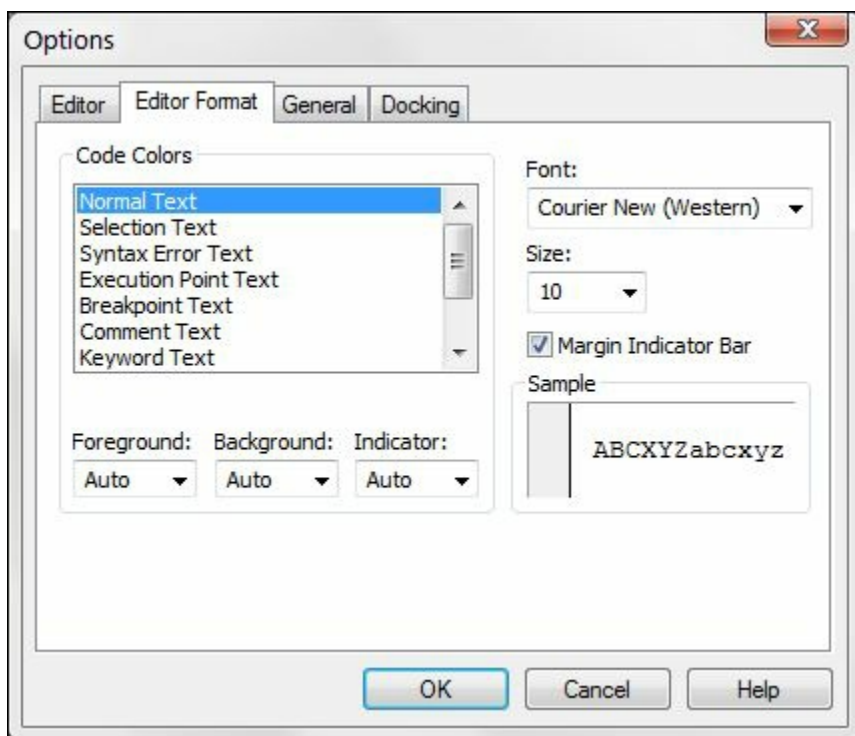 Options
Editor Editor Format General Docking
Code Colors
Normal Text
Selection Text
Syntax Error Text
Execution Point Text
Breakpoint Text
Comment Text
Keyword Text
Foreground: Background: Indicator:
Auto Auto Auto
Font:
Courier New (Western)
Size:
10
Margin Indicator Bar
Sample
ABCXYZabcxyz
OK Cancel Help